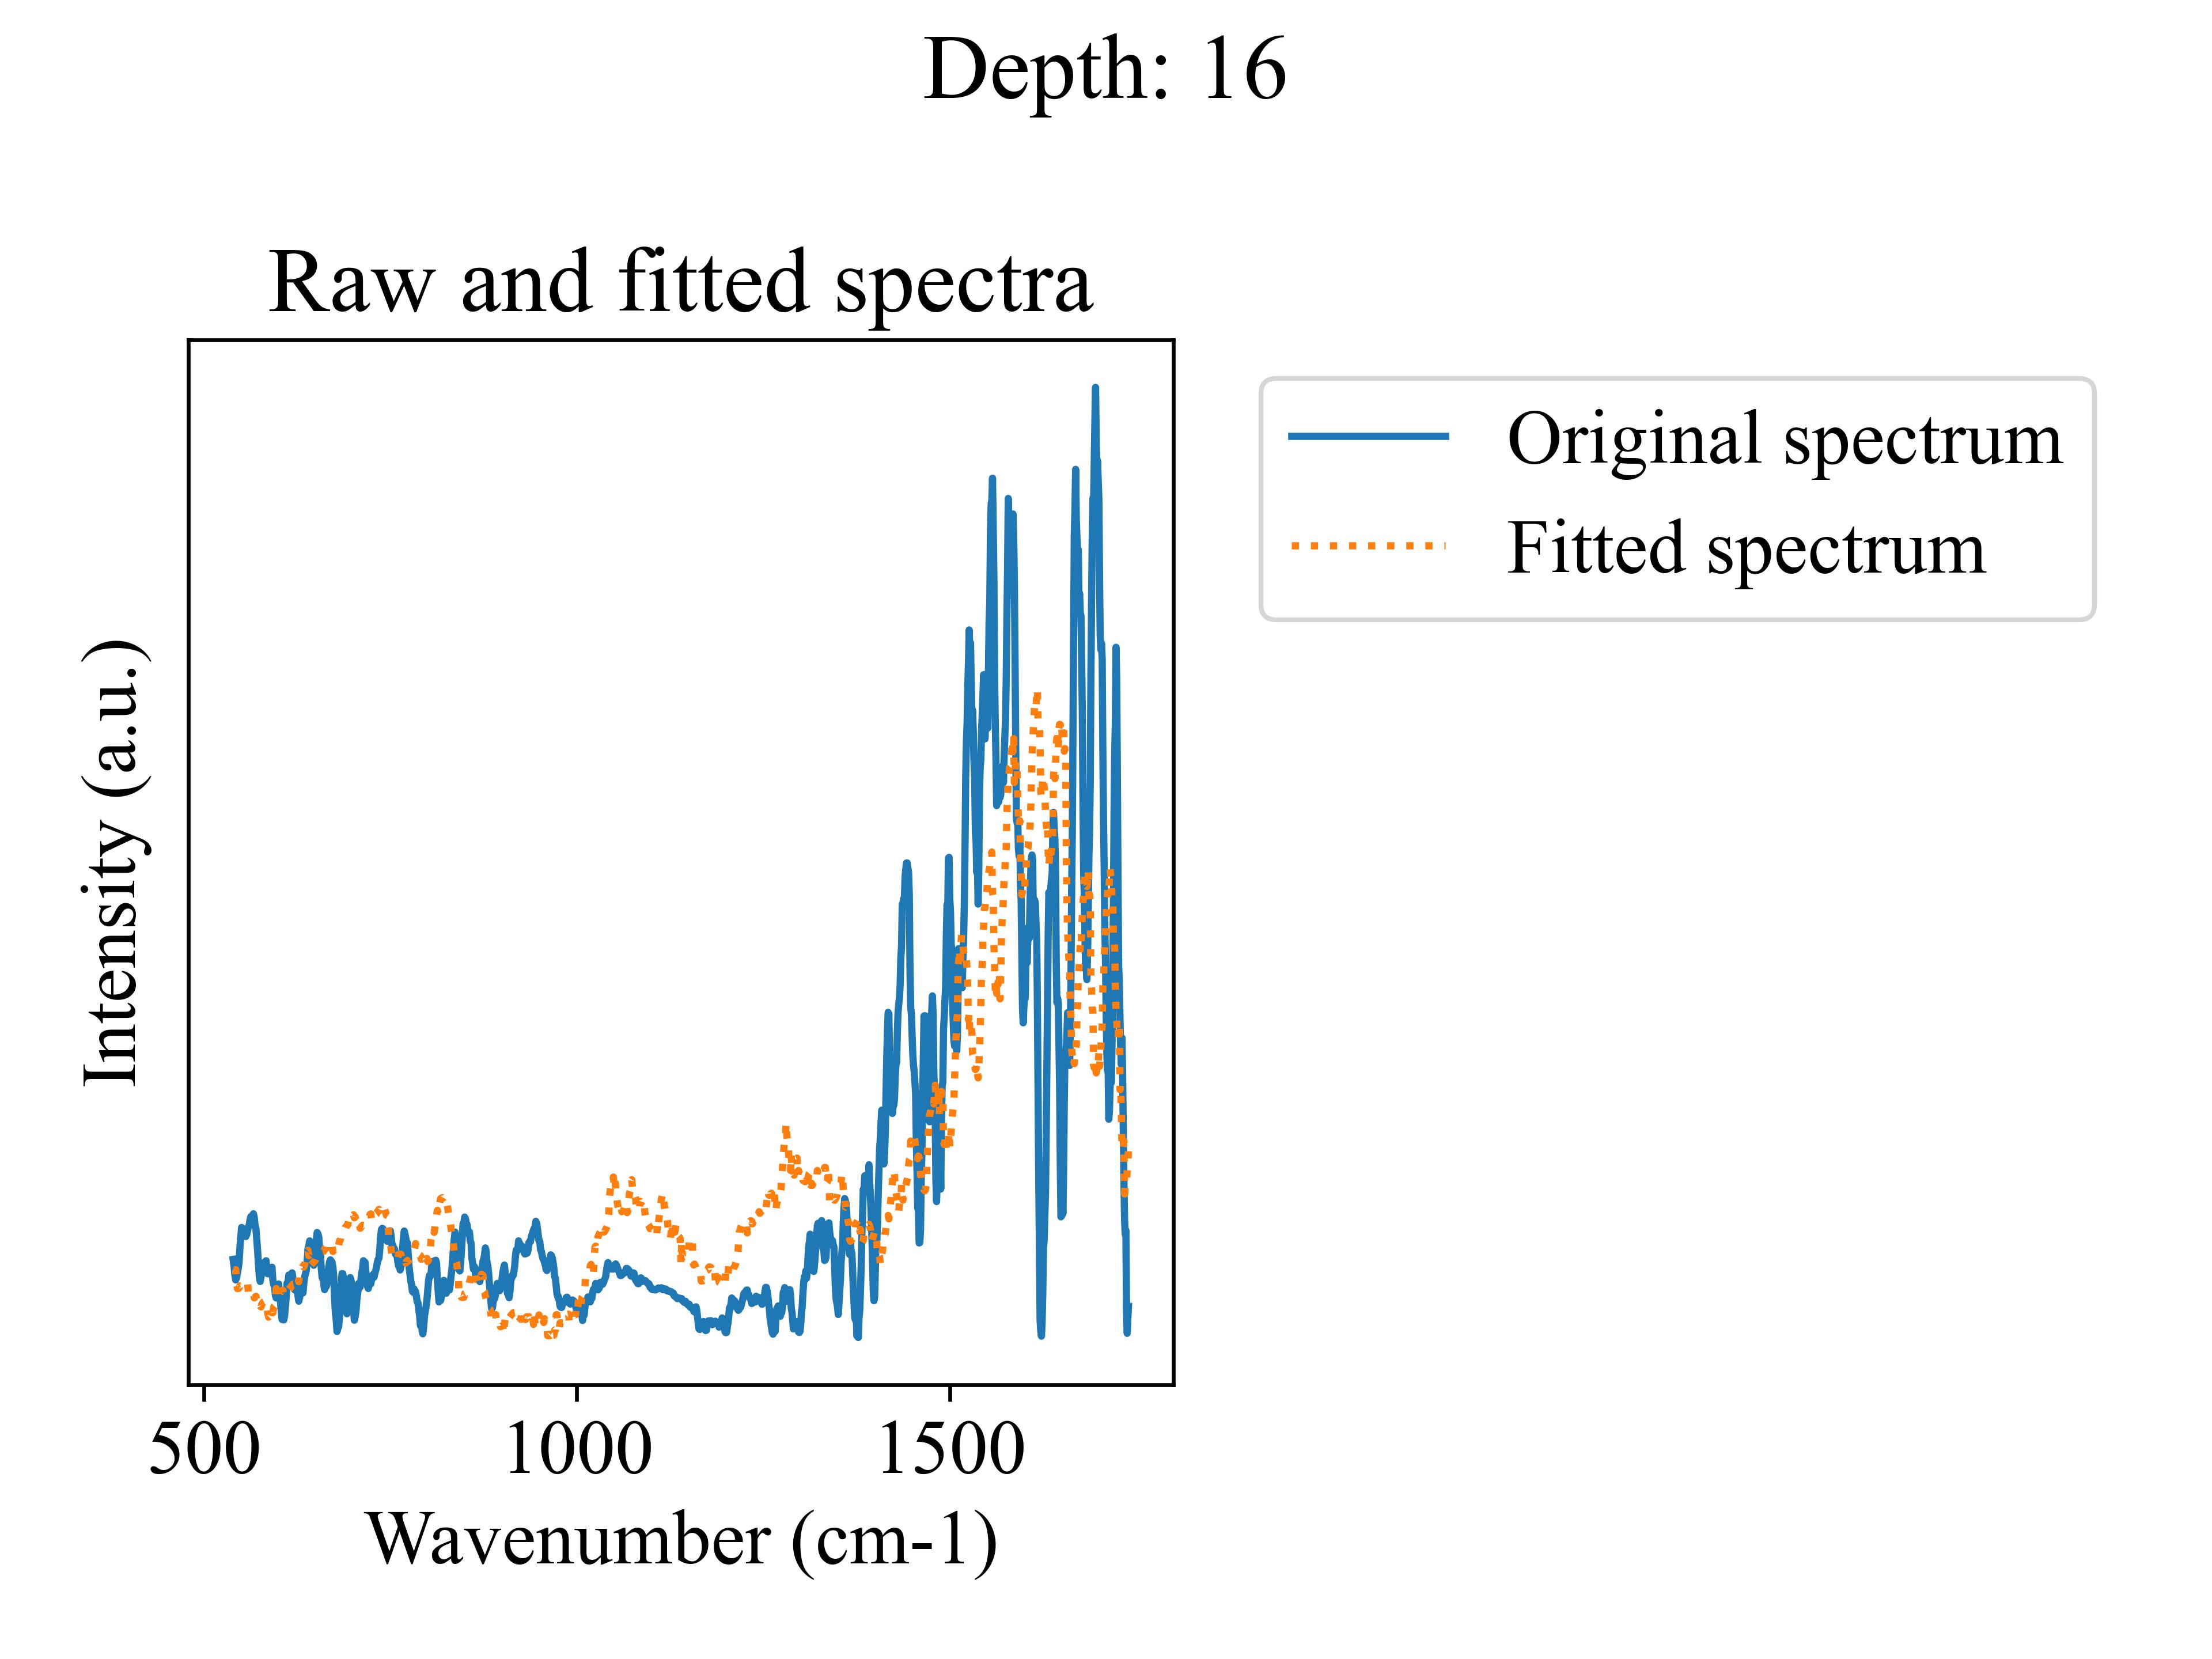 Depth: 16
Raw and fitted spectra
Original spectrum
Fitted spectrum
Intensity (a.u.)
500 1000 1500
Wavenumber (cm-1)